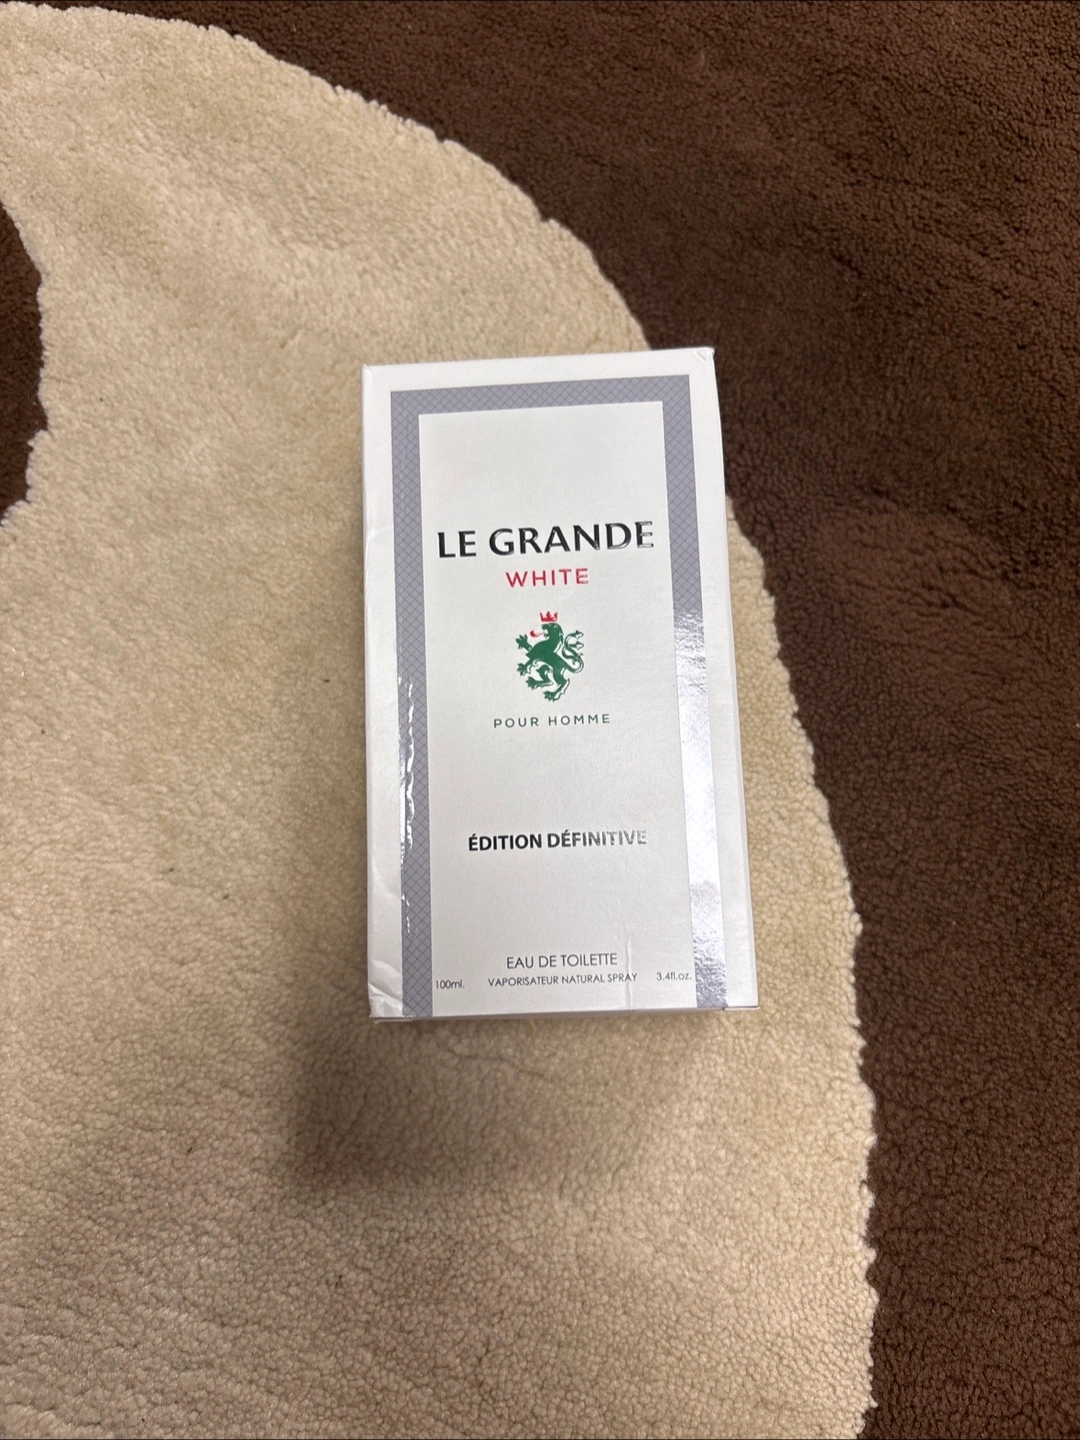 LE GRANDE
WHITE
POUR HOMME
ÉDITION DÉFINITIVE
EAU DE TOILETTE
100ml. VAPORISATEUR NATURAL SPRAY 3.4fl.oz.